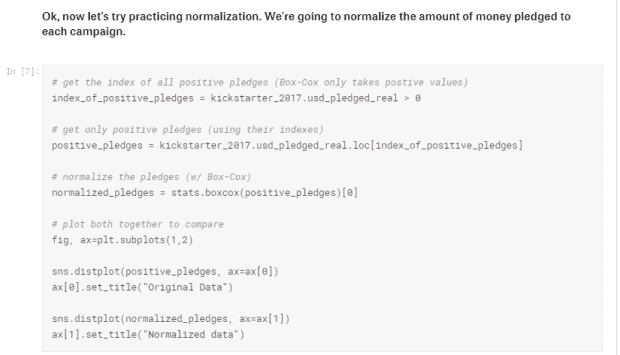 Ok, now let's try practicing normalization. We're going to normalize the amount of money pledged to
each campaign.
In [7]:
# get the index of all positive pledges (Box-Cox only takes postive values)
index_of_positive_pledges = kickstarter_2017.usd_pledged_real > 0
# get only positive pledges (using their indexes)
positive_pledges = kickstarter_2017.usd_pledged_real.loc[index_of_positive_pledges]
# normalize the pledges (w/ Box-Cox)
normalized_pledges = stats.boxcox(positive_pledges)[0]
# plot both together to compare
fig, ax=plt.subplots(1,2)
sns.distplot(positive_pledges, ax=ax[0])
ax[0].set_title("Original Data")
sns.distplot(normalized_pledges, ax=ax[1])
ax[1].set_title("Normalized data")